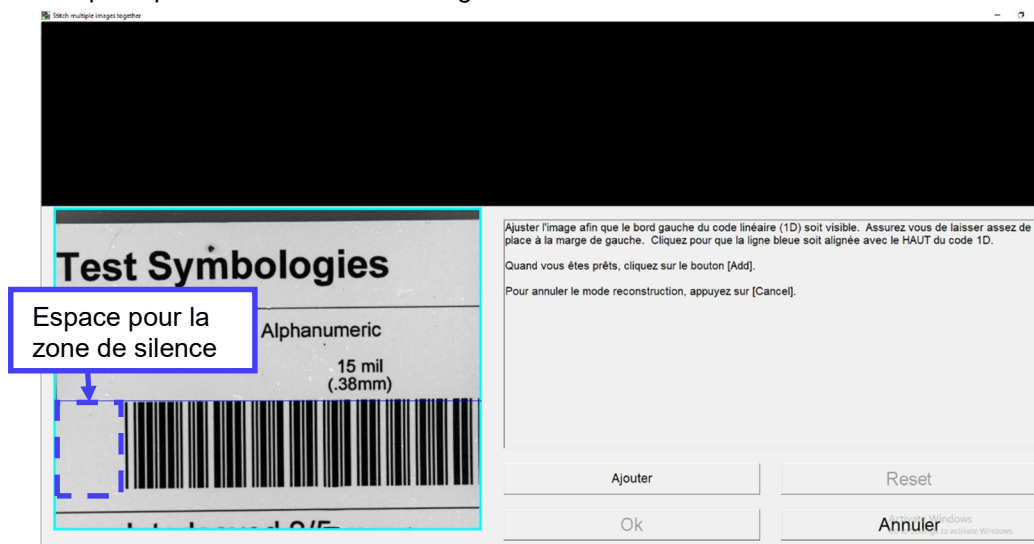 Stitch multiple images together
Ajuster l'image afin que le bord gauche du code linéaire (1D) soit visible. Assurez vous de laisser assez de
place à la marge de gauche. Cliquez pour que la ligne bleue soit alignée avec le HAUT du code 1D.
Quand vous êtes prêts, cliquez sur le bouton [Add].
Pour annuler le mode reconstruction, appuyez sur [Cancel].
Test Symbologies
Espace pour la
zone de silence
Alphanumeric
15 mil
(.38mm)
Ajouter
Reset
Ok
Annuler